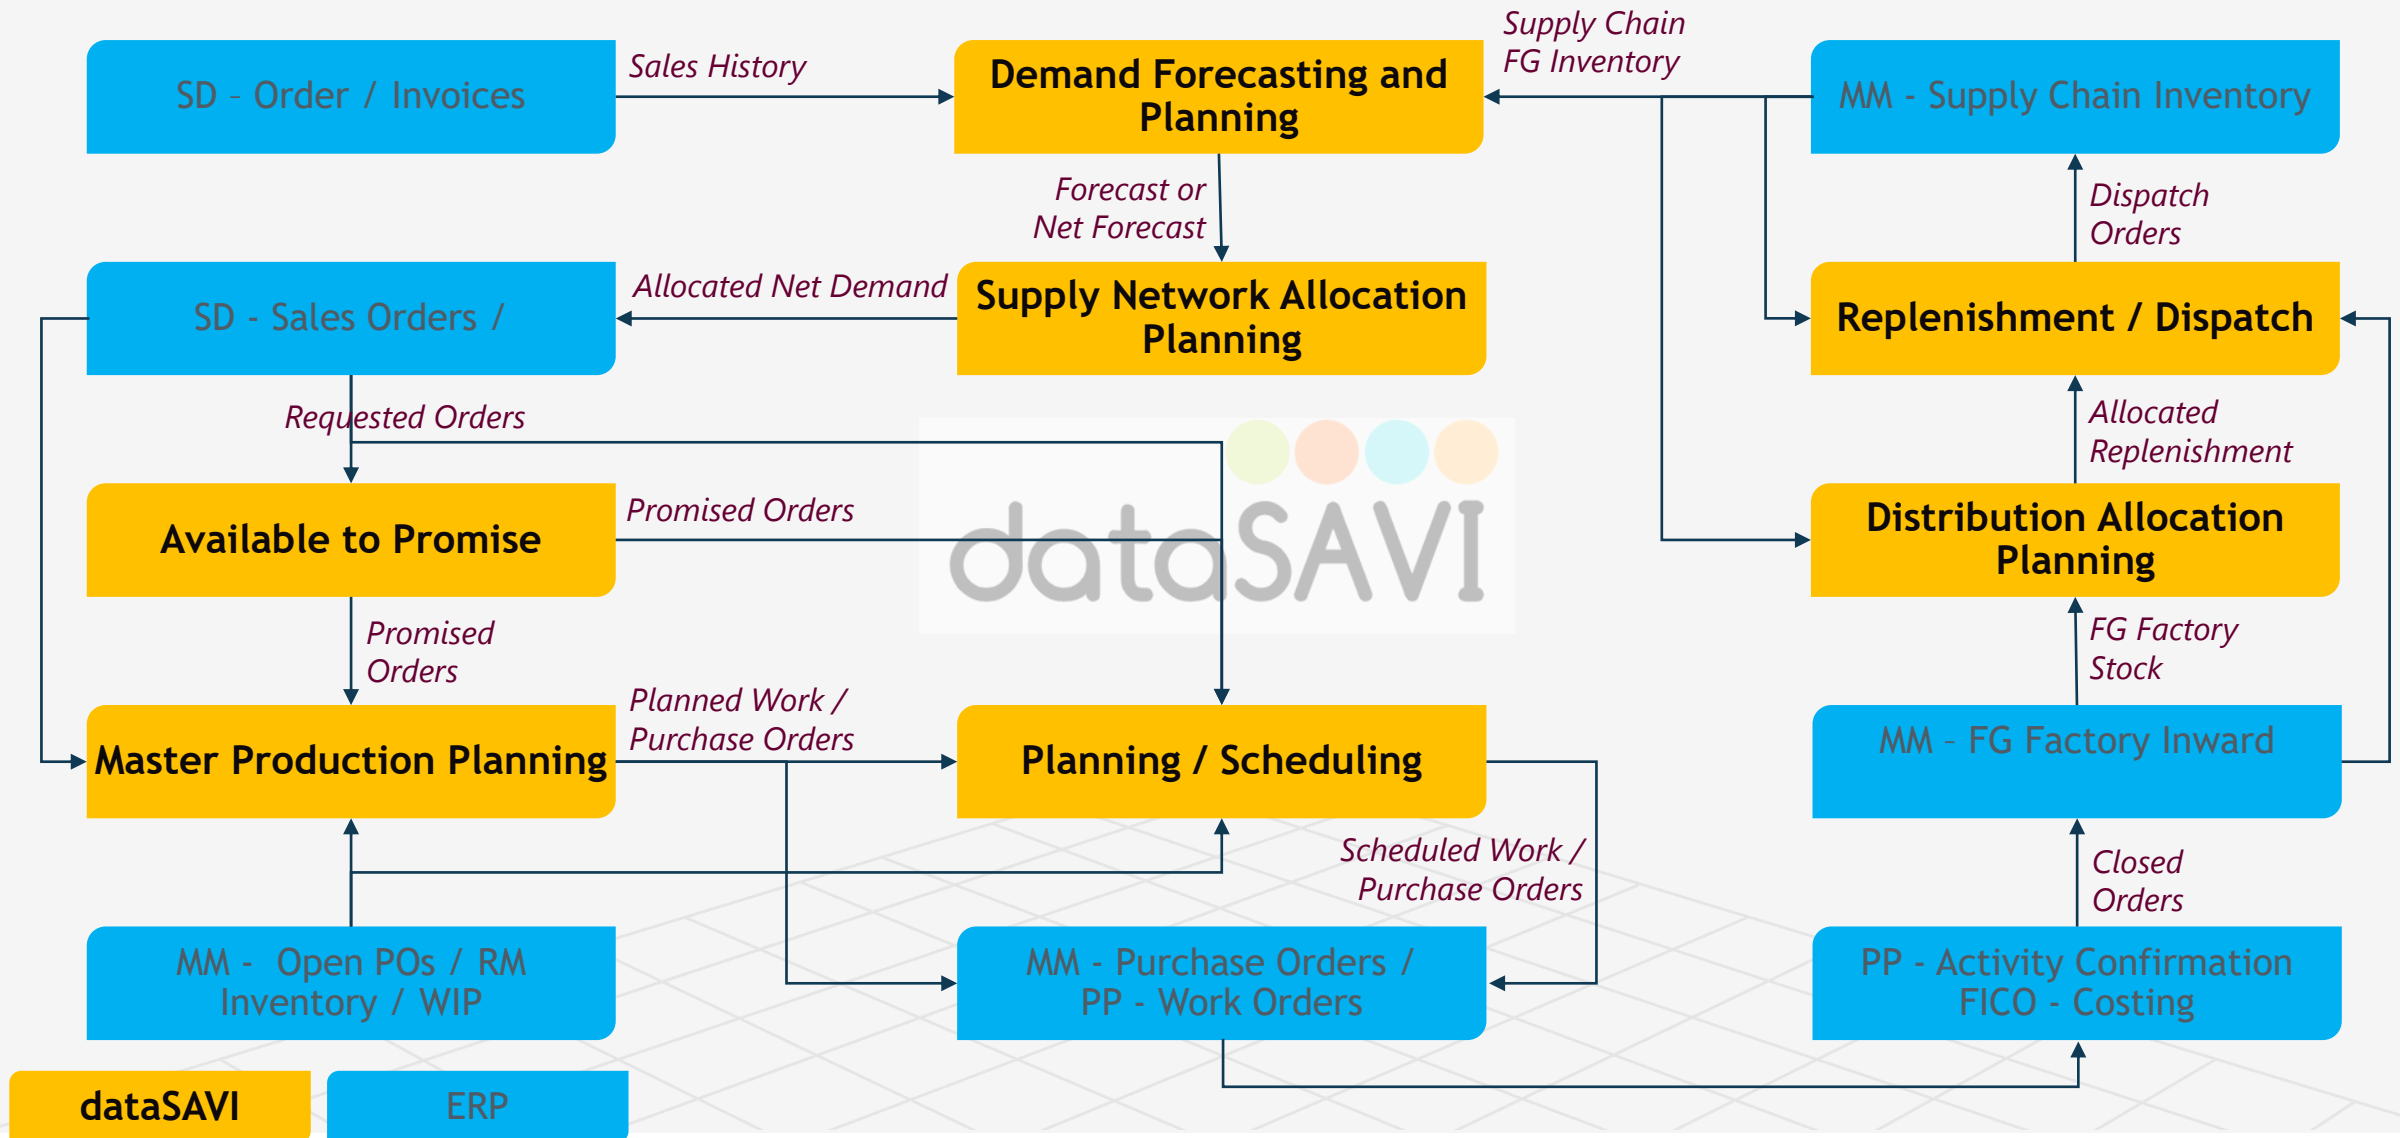 SD – Order / Invoices
Sales History
Demand Forecasting and
Planning
Supply Chain
FG Inventory
MM - Supply Chain Inventory
Forecast or
Net Forecast
Dispatch
Orders
SD - Sales Orders /
Allocated Net Demand
Supply Network Allocation
Planning
Replenishment / Dispatch
Requested Orders
Allocated
Replenishment
Available to Promise
Promised Orders
dataSAVI
Distribution Allocation
Planning
Promised
Orders
FG Factory
Stock
Master Production Planning
Planned Work /
Purchase Orders
Planning / Scheduling
MM – FG Factory Inward
Scheduled Work /
Purchase Orders
Closed
Orders
MM -  Open POs / RM
Inventory / WIP
MM - Purchase Orders /
PP - Work Orders
PP - Activity Confirmation
FICO - Costing
dataSAVI
ERP